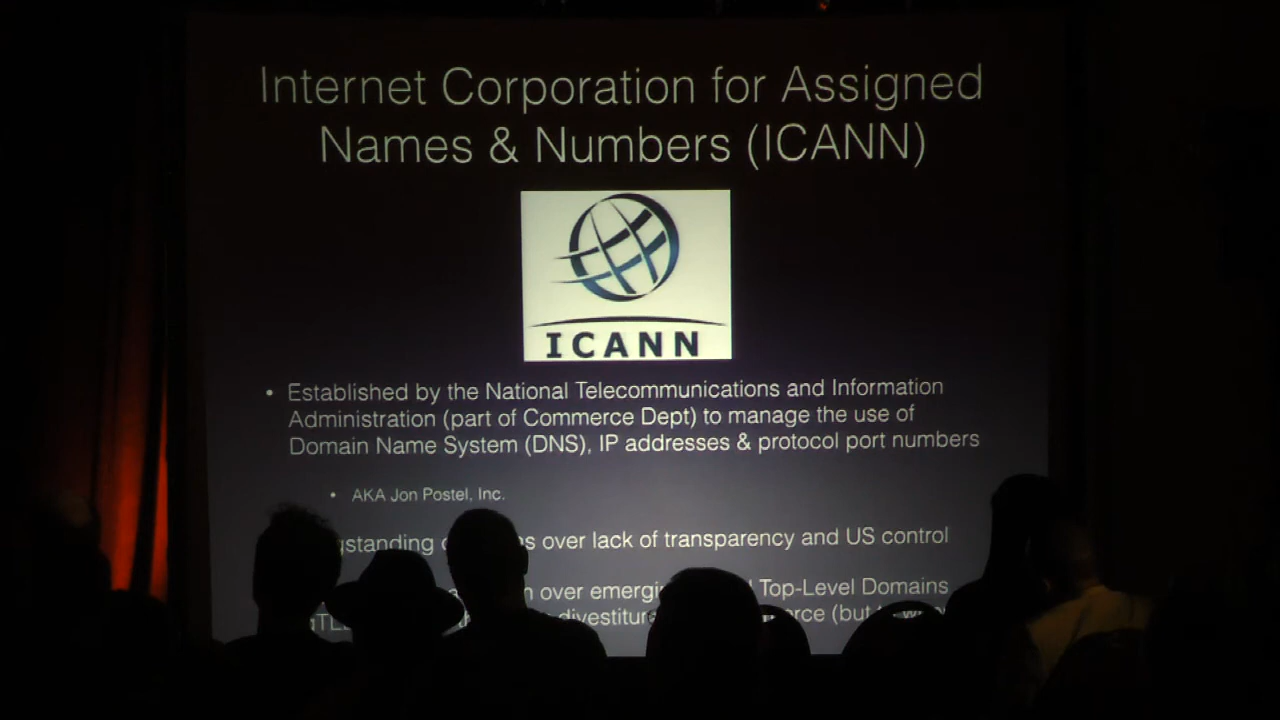 Internet Corporation for Assigned
Names & Numbers (ICANN)
ICANN
• Established by the National Telecommunications and Information
Administration (part of Commerce Dept) to manage the use of
Domain Name System (DNS), IP addresses & protocol port numbers
• AKA Jon Postel, Inc.
over lack of transparency and US control
over Top-Level Domains
(but